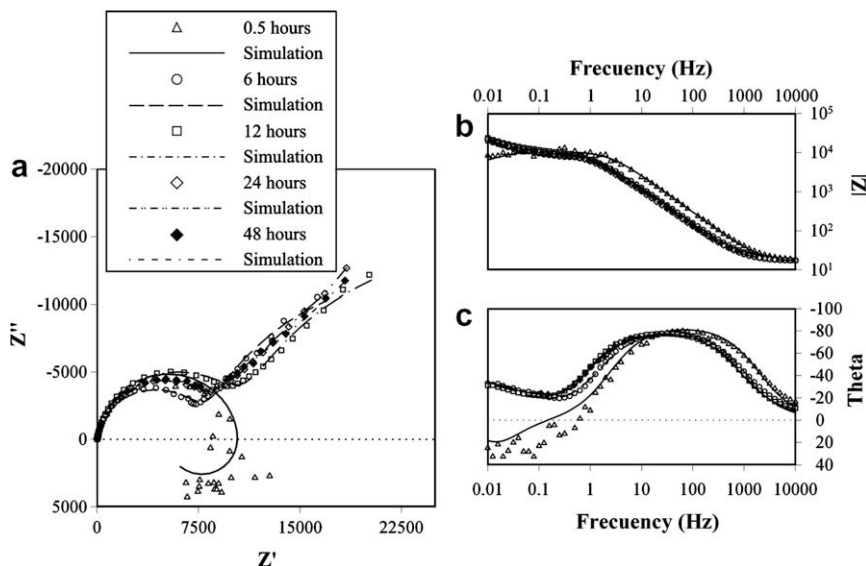 0.5 hours
Simulation
6 hours
Simulation
12 hours
Simulation
24 hours
Simulation
48 hours
Simulation
a
-20000
-15000
-10000
-5000
0
5000
Z''
0 7500 15000 22500
Z'
Frecuency (Hz)
0.01 0.1 1 10 100 1000 10000
b
10^5
10^4
10^3
10^2
10^1
|Z|
c
-100
-80
-60
-40
-20
0
20
40
Theta
0.01 0.1 1 10 100 1000 10000
Frecuency (Hz)